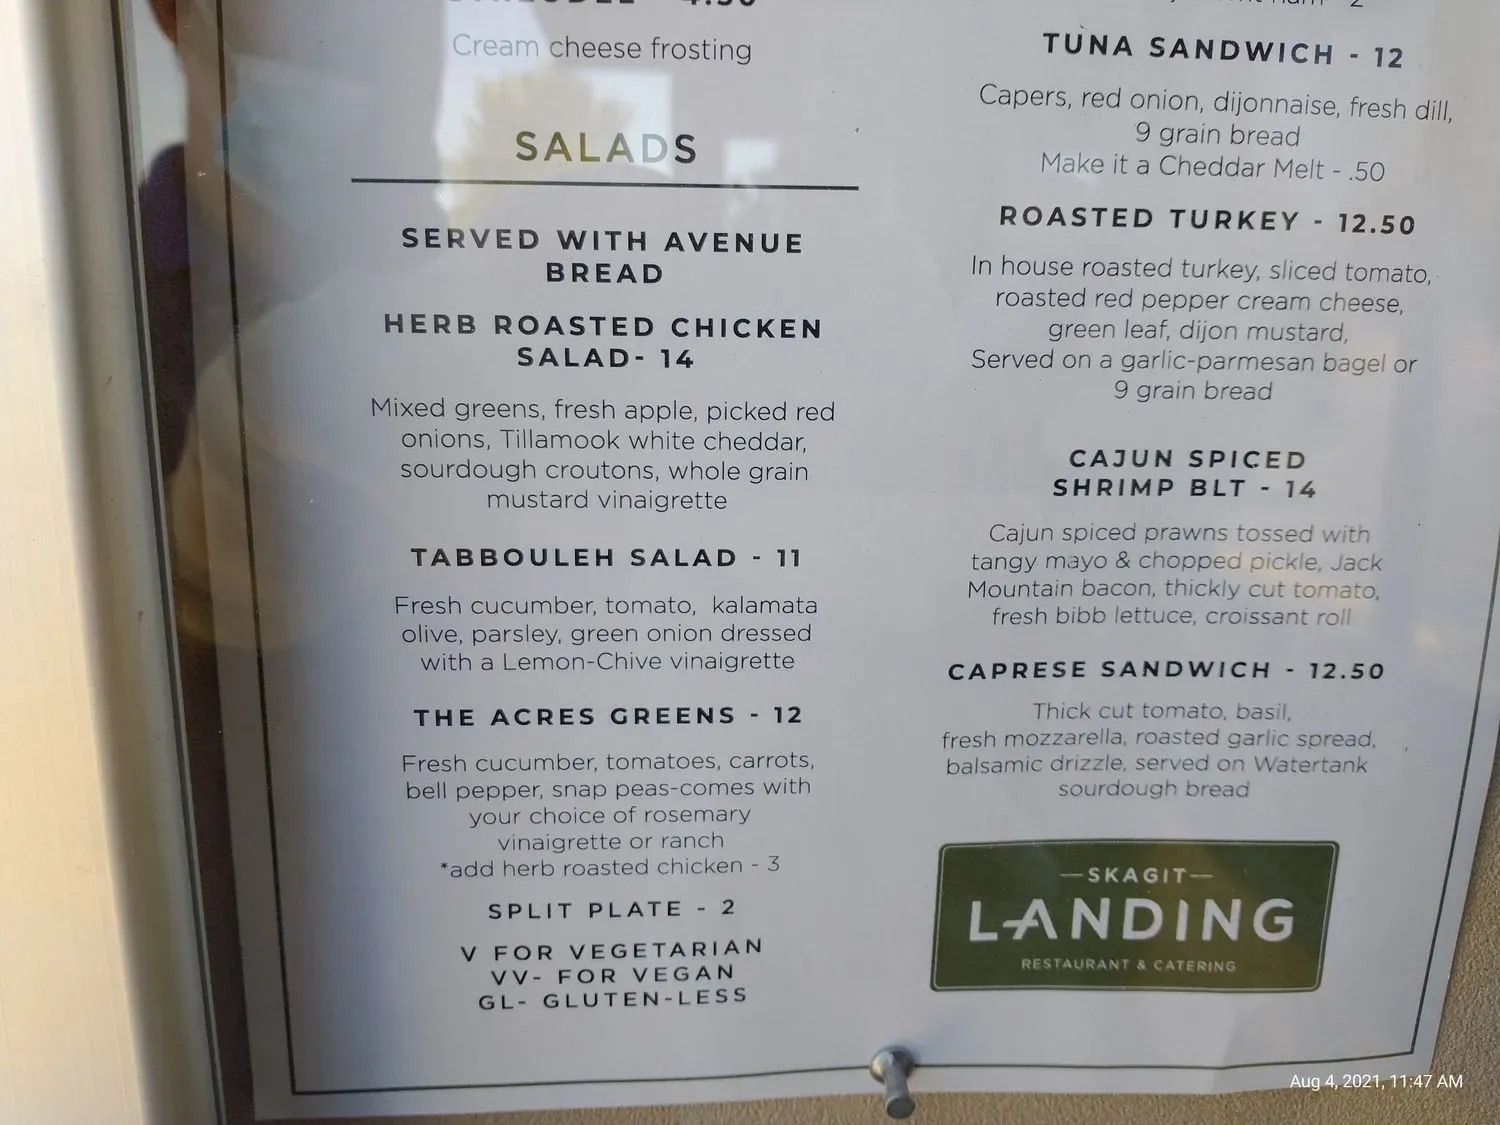 4.50
Cream cheese frosting
SALADS
SERVED WITH AVENUE
BREAD
HERB ROASTED CHICKEN
SALAD- 14
Mixed greens, fresh apple, picked red
onions, Tillamook white cheddar,
sourdough croutons, whole grain
mustard vinaigrette
TABBOULEH SALAD - 11
Fresh cucumber, tomato, kalamata
olive, parsley, green onion dressed
with a Lemon-Chive vinaigrette
THE ACRES GREENS - 12
Fresh cucumber, tomatoes, carrots,
bell pepper, snap peas-comes with
your choice of rosemary
vinaigrette or ranch
*add herb roasted chicken - 3
SPLIT PLATE - 2
V FOR VEGETARIAN
VV- FOR VEGAN
GL- GLUTEN-LESS
TUNA SANDWICH - 12
Capers, red onion, dijonnaise, fresh dill,
9 grain bread
Make it a Cheddar Melt - .50
ROASTED TURKEY - 12.50
In house roasted turkey, sliced tomato,
roasted red pepper cream cheese,
green leaf, dijon mustard,
Served on a garlic-parmesan bagel or
9 grain bread
CAJUN SPICED
SHRIMP BLT - 14
Cajun spiced prawns tossed with
tangy mayo & chopped pickle, Jack
Mountain bacon, thickly cut tomato,
fresh bibb lettuce, croissant roll
CAPRESE SANDWICH - 12.50
Thick cut tomato, basil,
fresh mozzarella, roasted garlic spread,
balsamic drizzle, served on Watertank
sourdough bread
SKAGIT
LANDING
RESTAURANT & CATERING
Aug 4, 2021, 11:47 AM